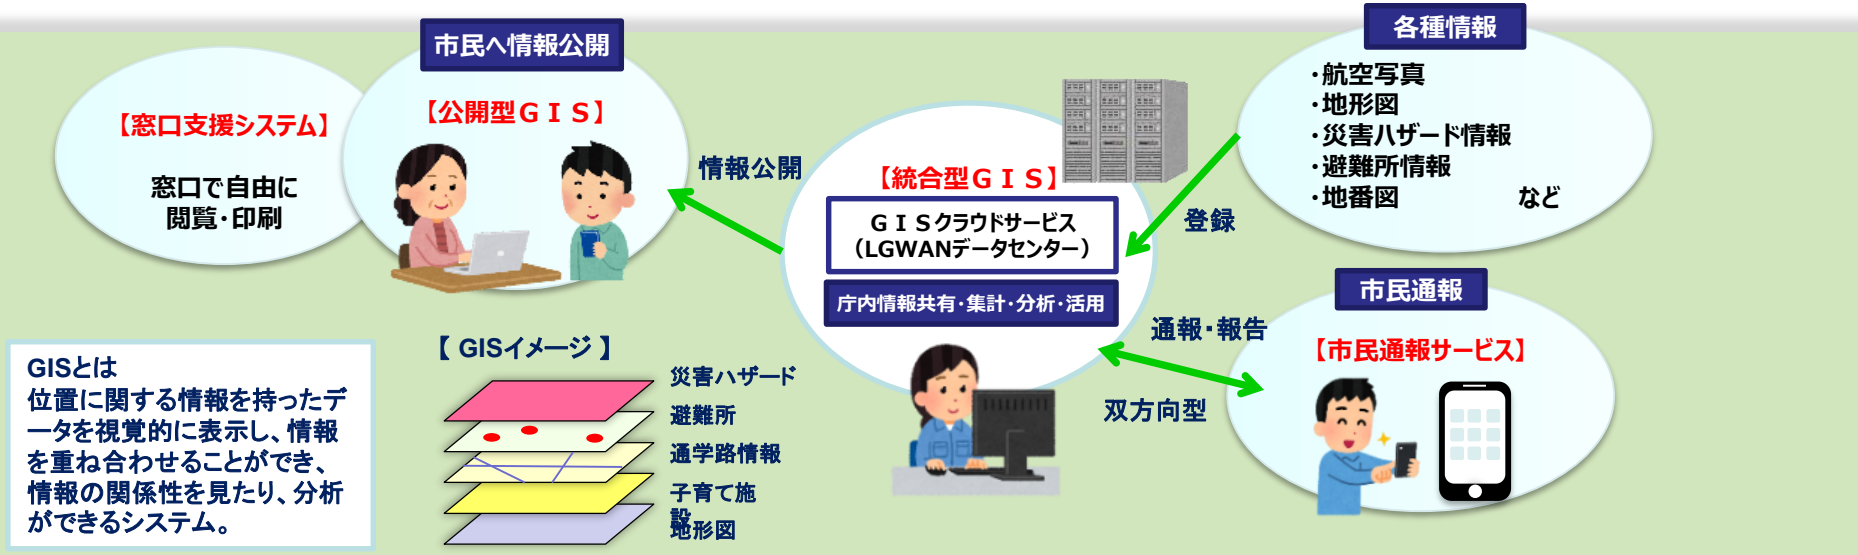 市民へ情報公開
各種情報
【窓口支援システム】
窓口で自由に
閲覧・印刷
【公開型ＧＩＳ】
情報公開
【統合型ＧＩＳ】
ＧＩＳクラウドサービス
（LGWANデータセンター）
庁内情報共有・集計・分析・活用
登録
・航空写真
・地形図
・災害ハザード情報
・避難所情報
・地番図　　　　　など
市民通報
【市民通報サービス】
通報・報告
双方向型
GISとは
位置に関する情報を持ったデ
ータを視覚的に表示し、情報
を重ね合わせることができ、
情報の関係性を見たり、分析
ができるシステム。
【 GISイメージ 】
災害ハザード
避難所
通学路情報
子育て施
設
地形図